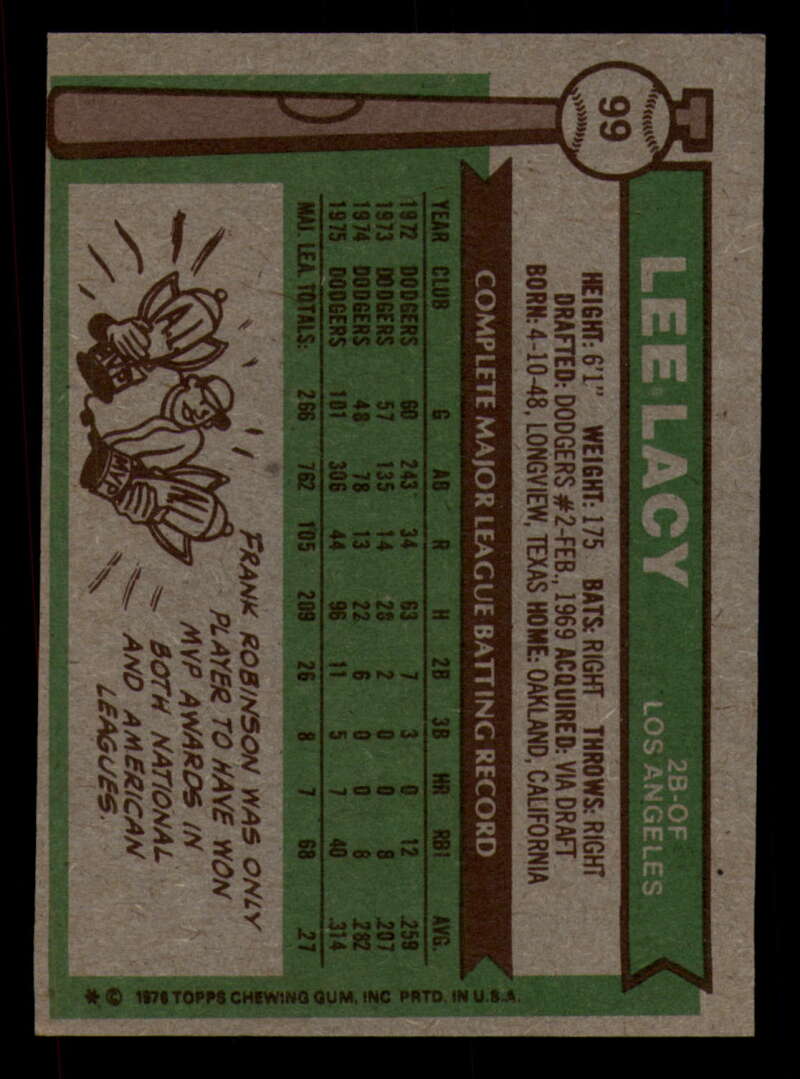 99
LEE LACY
2B-OF
LOS ANGELES
HEIGHT: 6'1" WEIGHT: 175 BATS: RIGHT THROWS: RIGHT
DRAFTED: DODGERS #2-FEB., 1969 ACQUIRED: VIA DRAFT
BORN: 4-10-48, LONGVIEW, TEXAS HOME: OAKLAND, CALIFORNIA
COMPLETE MAJOR LEAGUE BATTING RECORD
YEAR CLUB G AB R H 2B 3B HR RBI AVG.
1972 DODGERS 60 243 34 63 7 3 0 12 .259
1973 DODGERS 57 135 14 28 2 0 0 8 .207
1974 DODGERS 48 78 13 22 6 0 0 8 .282
1975 DODGERS 101 306 44 96 11 5 7 40 .314
MAJ. LEA. TOTALS: 266 762 105 209 26 8 7 68 .27
MVP
MVP
FRANK ROBINSON WAS ONLY
PLAYER TO HAVE WON
MVP AWARDS IN
BOTH NATIONAL
AND AMERICAN
LEAGUES.
* © 1976 TOPPS CHEWING GUM, INC PRTD. IN U.S.A.